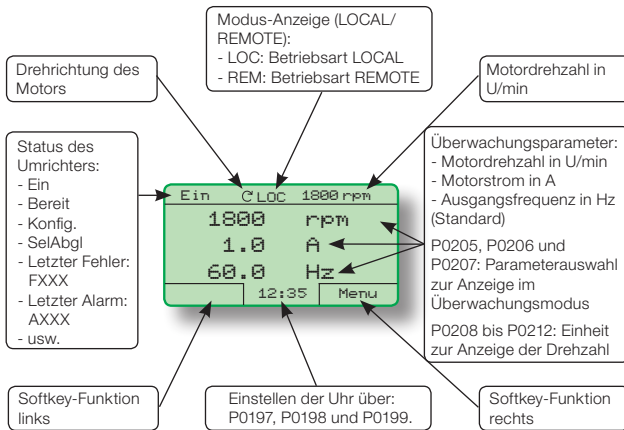 Modus-Anzeige (LOCAL/
REMOTE):
- LOC: Betriebsart LOCAL
- REM: Betriebsart REMOTE
Drehrichtung des
Motors
Motordrehzahl in
U/min
Status des
Umrichters:
- Ein
- Bereit
- Konfig.
- SelAbgl
- Letzter Fehler:
FXXX
- Letzter Alarm:
AXXX
- usw.
Ein LOC 1800 rpm
1800 rpm
1.0 A
60.0 Hz
12:35 Menu
Überwachungsparameter:
- Motordrehzahl in U/min
- Motorstrom in A
- Ausgangsfrequenz in Hz
(Standard)
P0205, P0206 und
P0207: Parameterauswahl
zur Anzeige im
Überwachungsmodus
P0208 bis P0212: Einheit
zur Anzeige der Drehzahl
Softkey-Funktion
links
Einstellen der Uhr über:
P0197, P0198 und P0199.
Softkey-Funktion
rechts